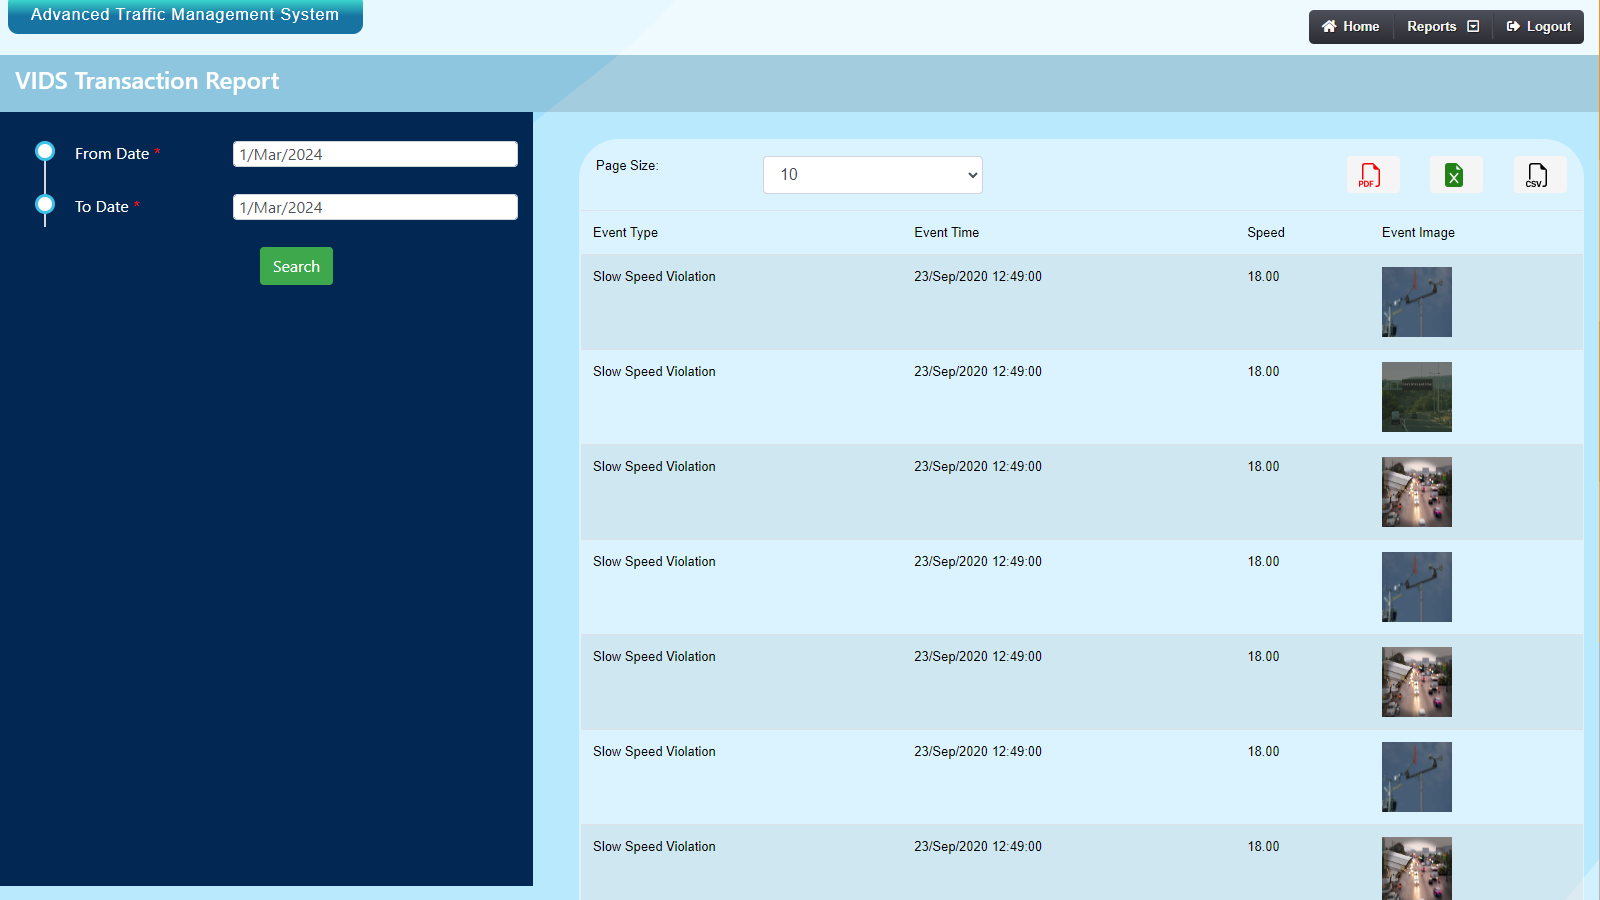 Advanced Traffic Management System
Home Reports Logout
VIDS Transaction Report
From Date * 1/Mar/2024
To Date * 1/Mar/2024
Search
Page Size: 10 PDF X CSV
Event Type Event Time Speed Event Image
Slow Speed Violation 23/Sep/2020 12:49:00 18.00
Slow Speed Violation 23/Sep/2020 12:49:00 18.00
Slow Speed Violation 23/Sep/2020 12:49:00 18.00
Slow Speed Violation 23/Sep/2020 12:49:00 18.00
Slow Speed Violation 23/Sep/2020 12:49:00 18.00
Slow Speed Violation 23/Sep/2020 12:49:00 18.00
Slow Speed Violation 23/Sep/2020 12:49:00 18.00